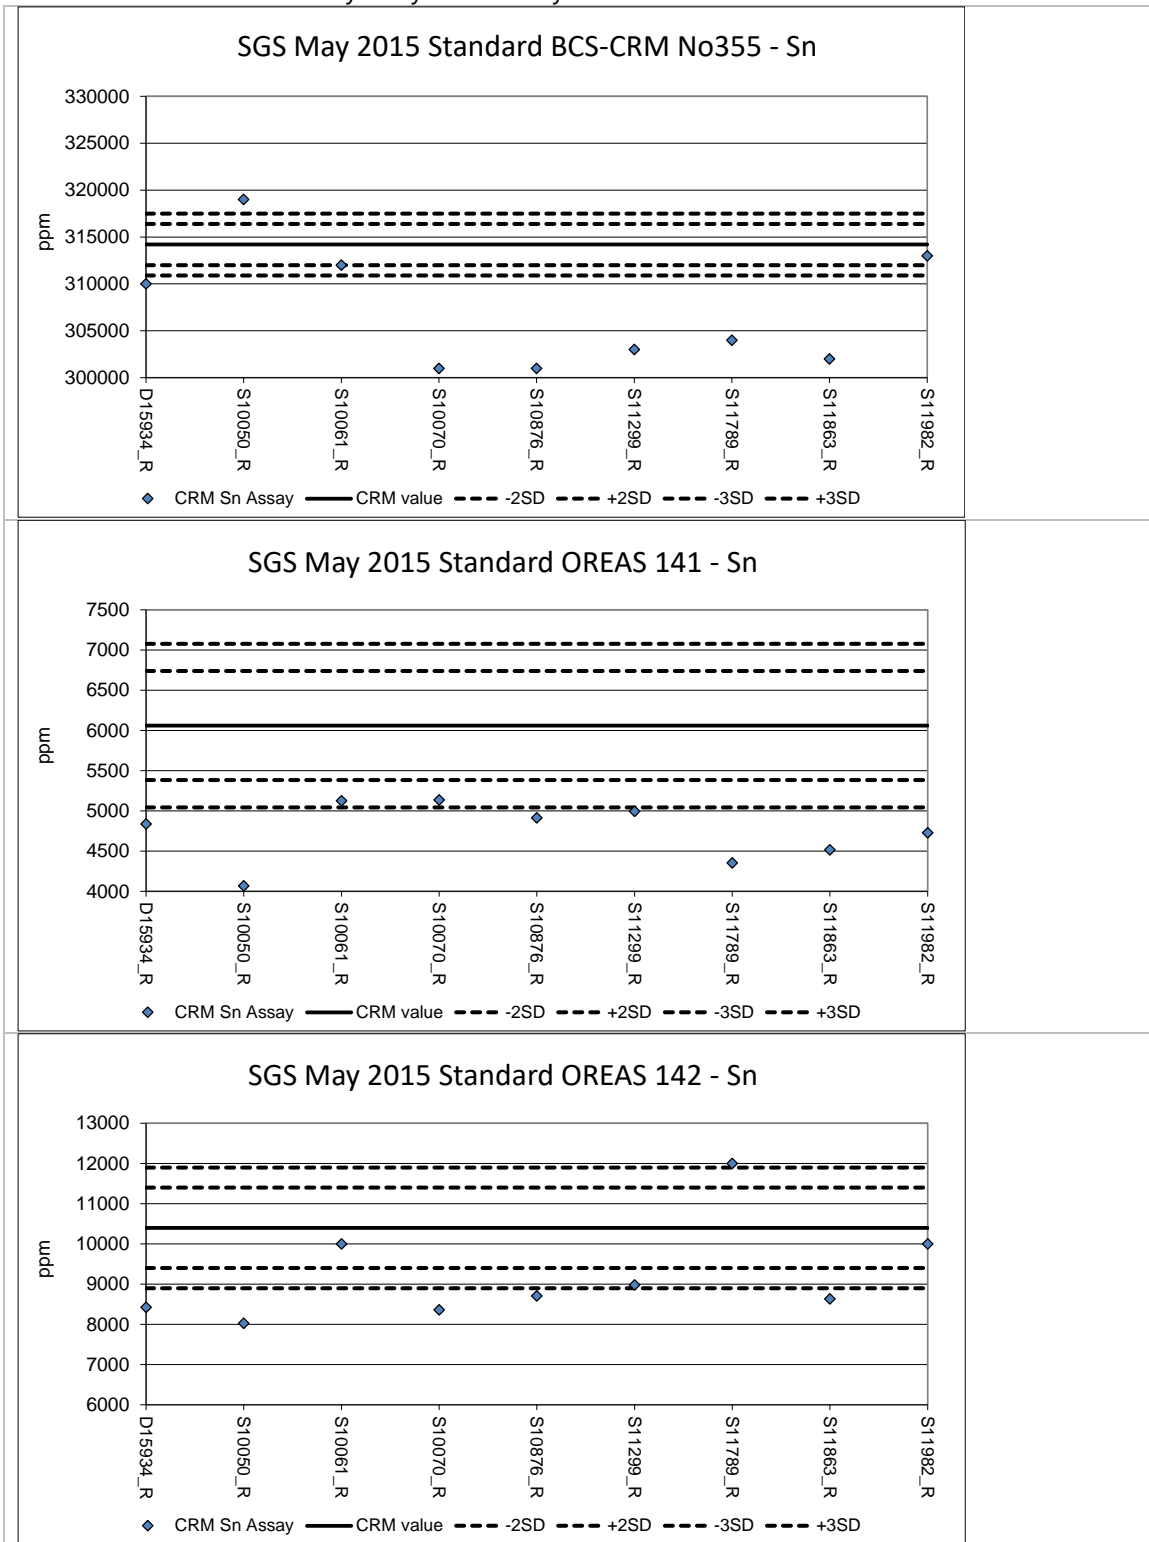 SGS May 2015 Standard BCS-CRM No355 - Sn
330000
325000
320000
315000
310000
305000
300000
ppm
D15934_R
S10050_R
S10061_R
S10070_R
S10876_R
S11299_R
S11789_R
S11863_R
S11982_R
CRM Sn Assay CRM value -2SD +2SD -3SD +3SD
SGS May 2015 Standard OREAS 141 - Sn
7500
7000
6500
6000
5500
5000
4500
4000
ppm
D15934_R
S10050_R
S10061_R
S10070_R
S10876_R
S11299_R
S11789_R
S11863_R
S11982_R
CRM Sn Assay CRM value -2SD +2SD -3SD +3SD
SGS May 2015 Standard OREAS 142 - Sn
13000
12000
11000
10000
9000
8000
7000
6000
ppm
D15934_R
S10050_R
S10061_R
S10070_R
S10876_R
S11299_R
S11789_R
S11863_R
S11982_R
CRM Sn Assay CRM value -2SD +2SD -3SD +3SD